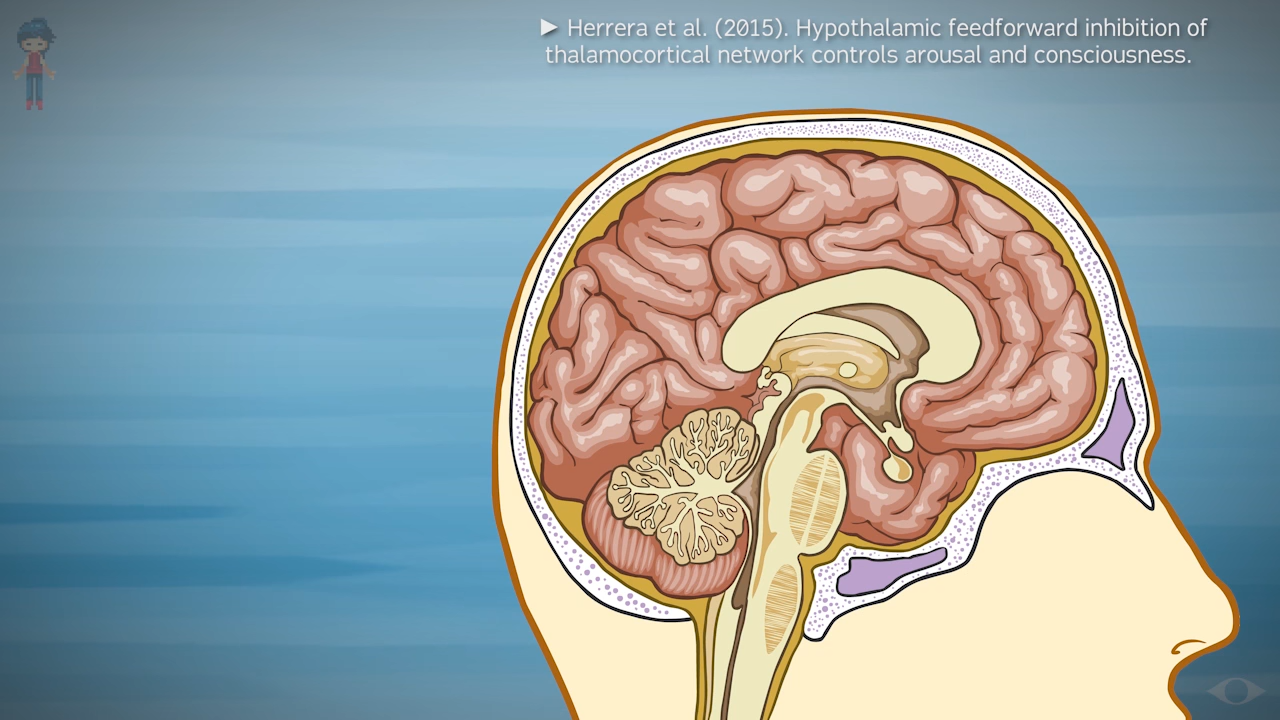 ► Herrera et al. (2015). Hypothalamic feedforward inhibition of
thalamocortical network controls arousal and consciousness.